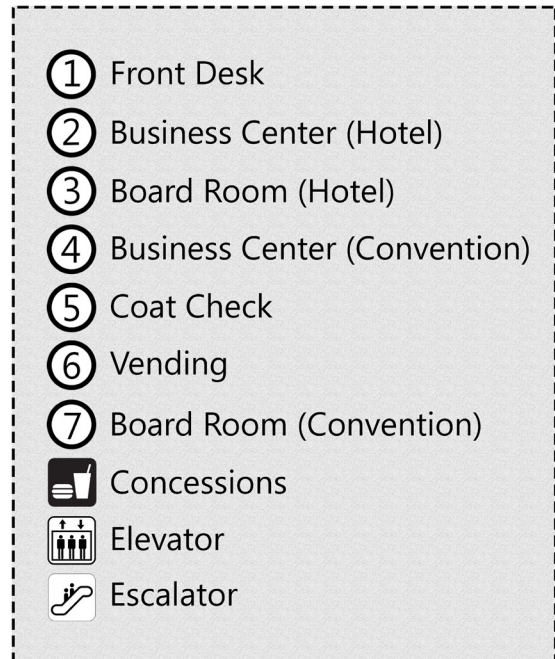 1 Front Desk
2 Business Center (Hotel)
3 Board Room (Hotel)
4 Business Center (Convention)
5 Coat Check
6 Vending
7 Board Room (Convention)
Concessions
Elevator
Escalator